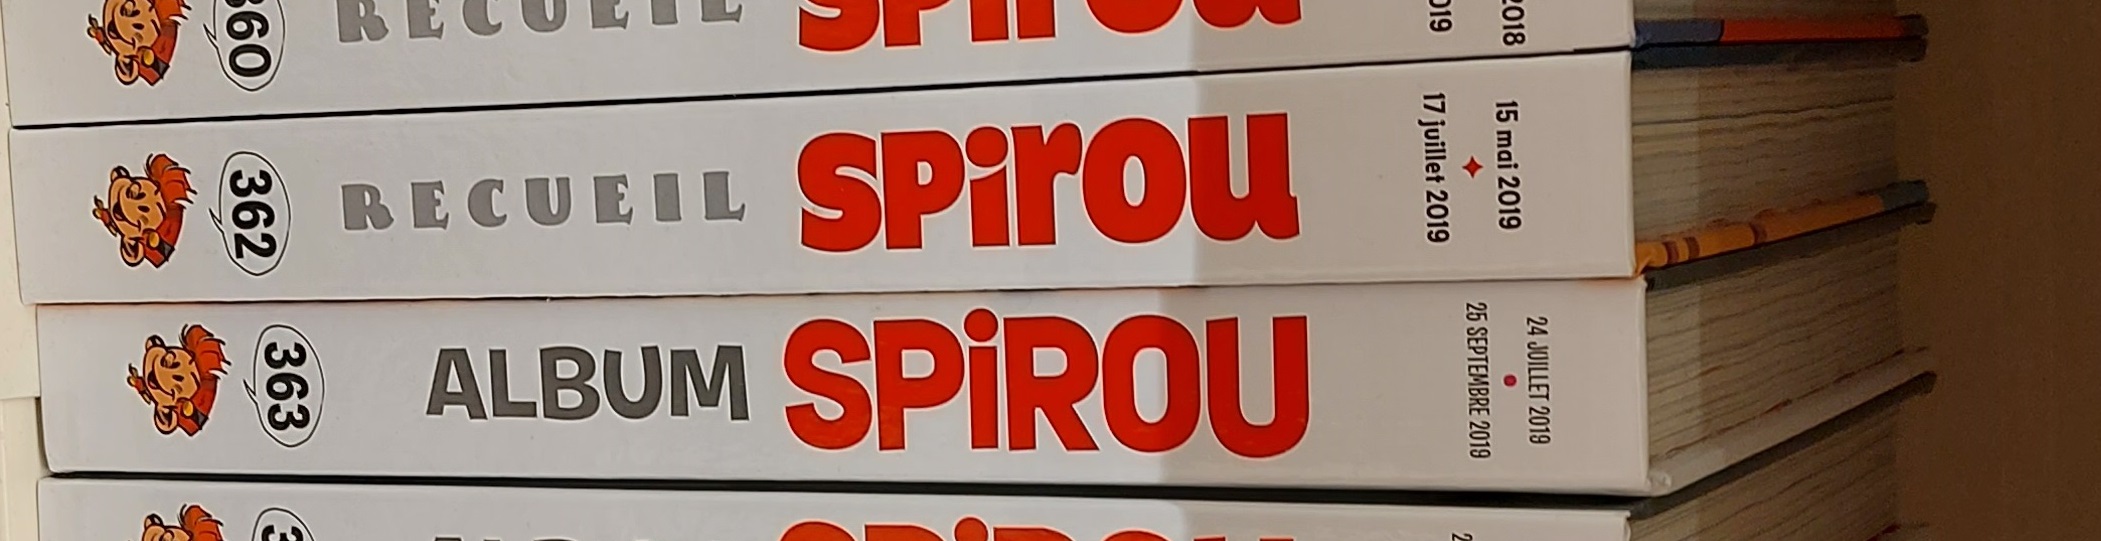 360
RECUEIL
SPirou
2018
019
362
RECUEIL
SPirou
15 mai 2019
17 juillet 2019
363
ALBUM
SPiROU
24 JUILLET 2019
25 SEPTEMBRE 2019